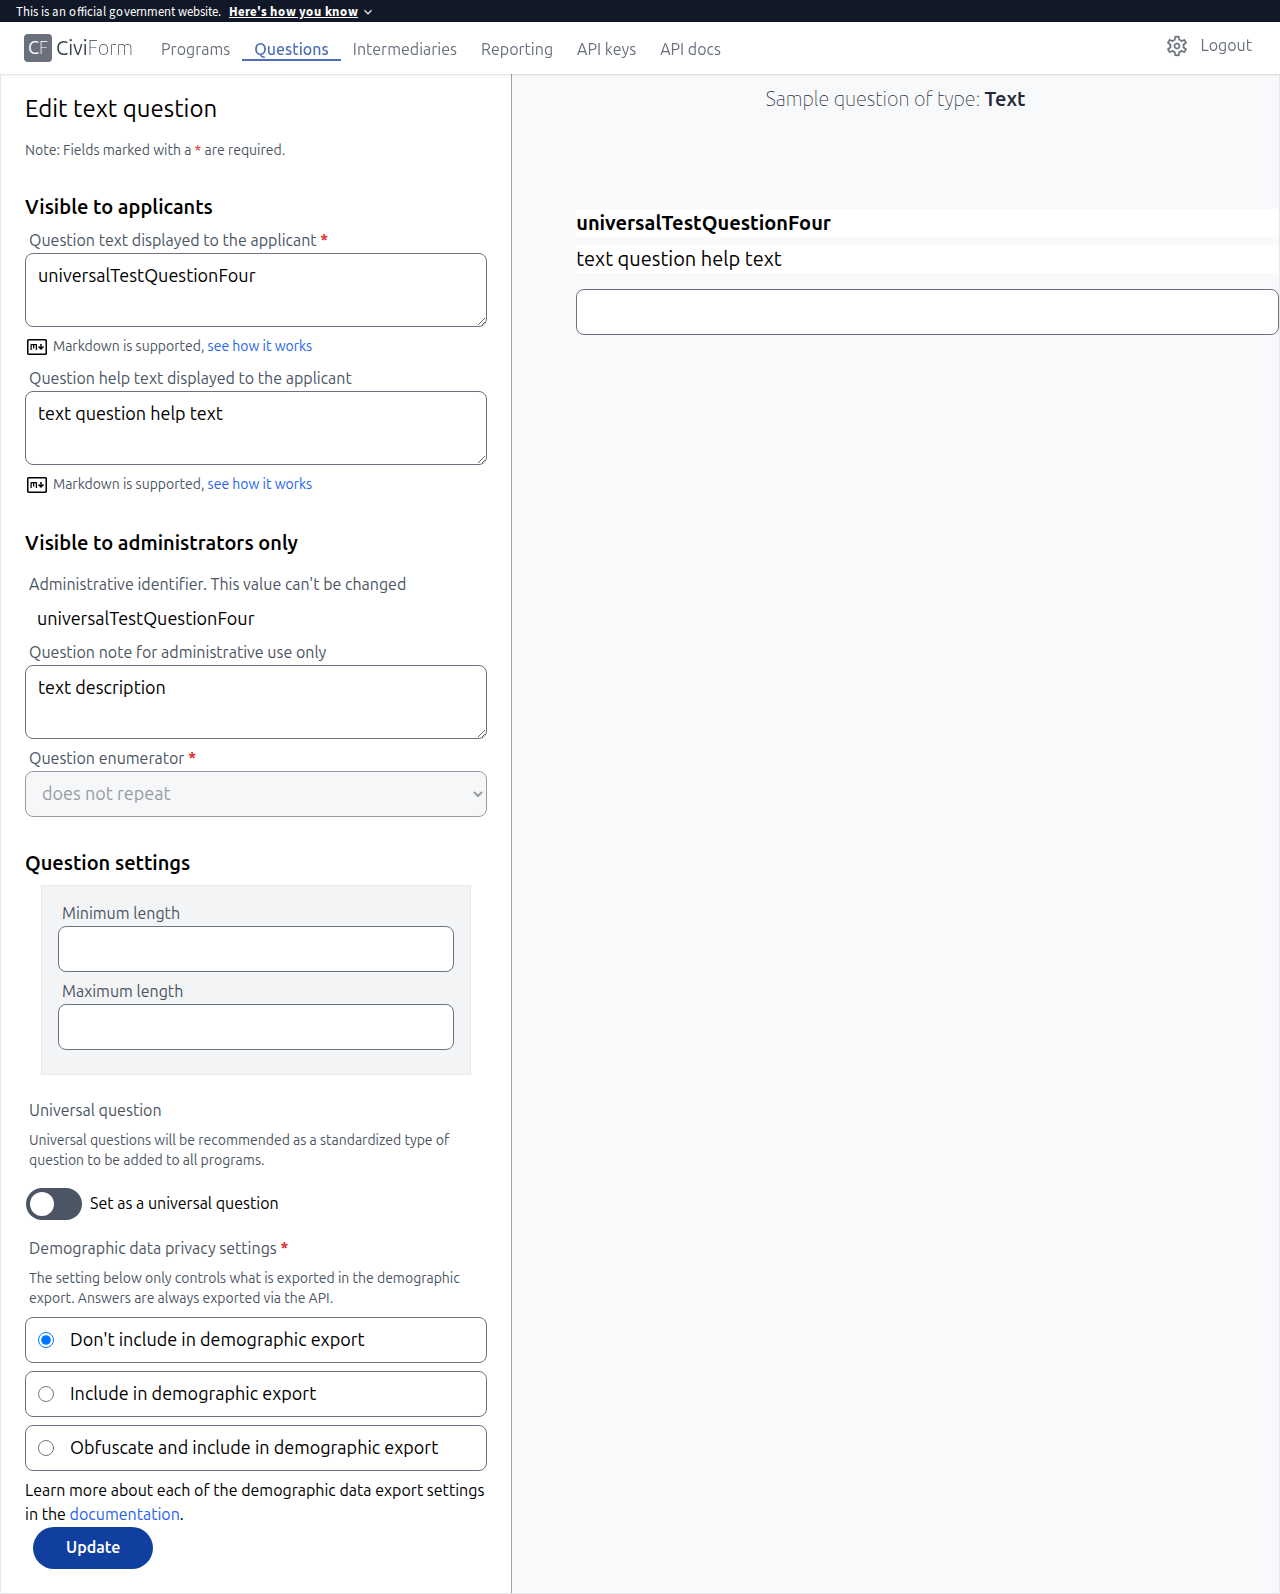 This is an official government website. Here's how you know
CF CiviForm Programs Questions Intermediaries Reporting API keys API docs Logout
Edit text question
Note: Fields marked with a * are required.
Visible to applicants
Question text displayed to the applicant *
universalTestQuestionFour
Markdown is supported, see how it works
Question help text displayed to the applicant
text question help text
Markdown is supported, see how it works
Visible to administrators only
Administrative identifier. This value can't be changed
universalTestQuestionFour
Question note for administrative use only
text description
Question enumerator *
does not repeat
Question settings
Minimum length
Maximum length
Universal question
Universal questions will be recommended as a standardized type of
question to be added to all programs.
Set as a universal question
Demographic data privacy settings *
The setting below only controls what is exported in the demographic
export. Answers are always exported via the API.
Don't include in demographic export
Include in demographic export
Obfuscate and include in demographic export
Learn more about each of the demographic data export settings
in the documentation.
Update
Sample question of type: Text
universalTestQuestionFour
text question help text